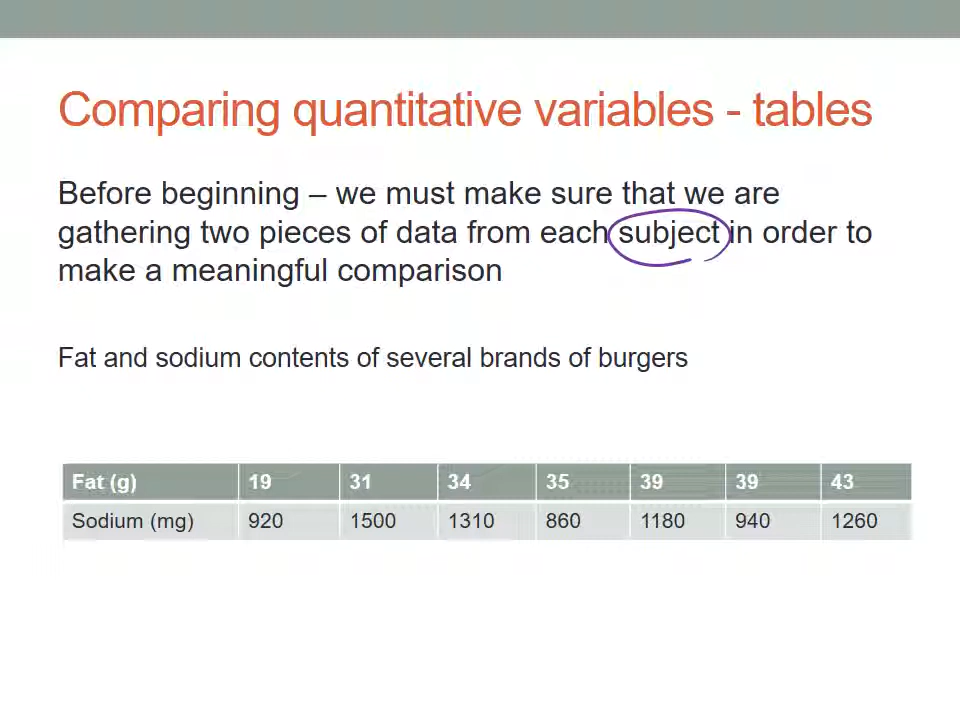 Comparing quantitative variables - tables
Before beginning – we must make sure that we are
gathering two pieces of data from each subject in order to
make a meaningful comparison
Fat and sodium contents of several brands of burgers
Fat (g) 19 31 34 35 39 39 43
Sodium (mg) 920 1500 1310 860 1180 940 1260